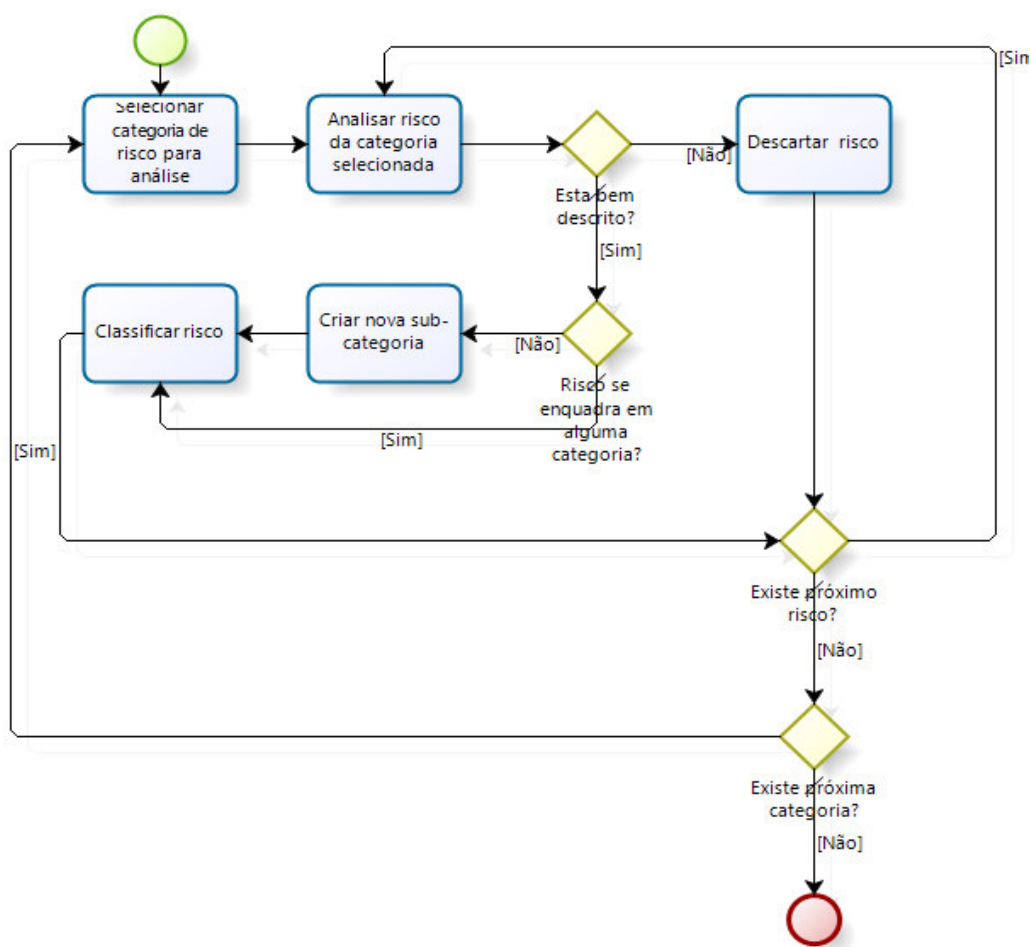 [Sim
Selecionar
categoria de
risco para
análise
Analisar risco
da categoria
selecionada
[Não]
Descartar risco
Esta bem
descrito?
[Sim]
Classificar risco
Criar nova sub-
categoria
[Não]
Risco se
enquadra em
alguma
categoria?
[Sim]
[Sim]
Existe próximo
risco?
[Não]
Existe próxima
categoria?
[Não]